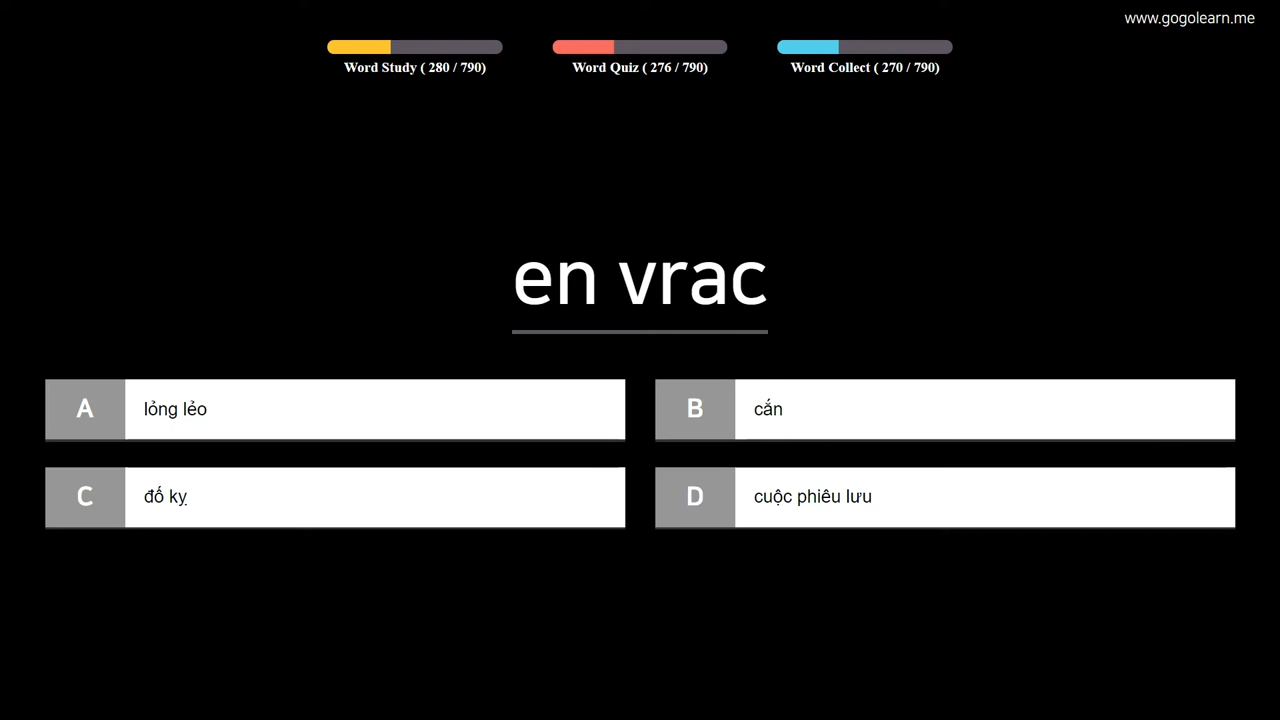 www.gogolearn.me
Word Study ( 280 / 790)
Word Quiz ( 276 / 790)
Word Collect ( 270 / 790)
en vrac
A lỏng lẻo
B cắn
C đố kỵ
D cuộc phiêu lưu